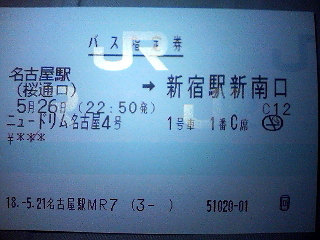 バス指定券
名古屋駅 → 新宿駅新南口
(桜通口)
5月26日 (22:50発) C12
ニュードリム名古屋4号 1号車 1番C席
¥***
18.-5.21名古屋駅MR7 (3- ) 51020-01